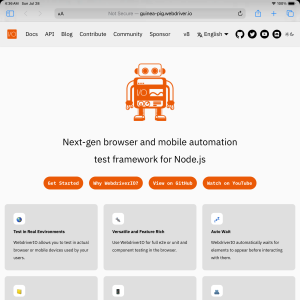 9:36 AM Sun Jul 28
100%
AA Not Secure — guinea-pig.webdriver.io
I/O Docs API Blog Contribute Community Sponsor v8 English
I/O
Next-gen browser and mobile automation
test framework for Node.js
Get Started Why WebdriverIO? View on GitHub Watch on YouTube
Test in Real Environments
WebdriverIO allows you to test in actual
browser or mobile devices used by your
users.
Versatile and Feature Rich
Use WebdriverIO for full e2e or unit and
component testing in the browser.
Auto Wait
WebdriverIO automatically waits for
elements to appear before interacting
with them.